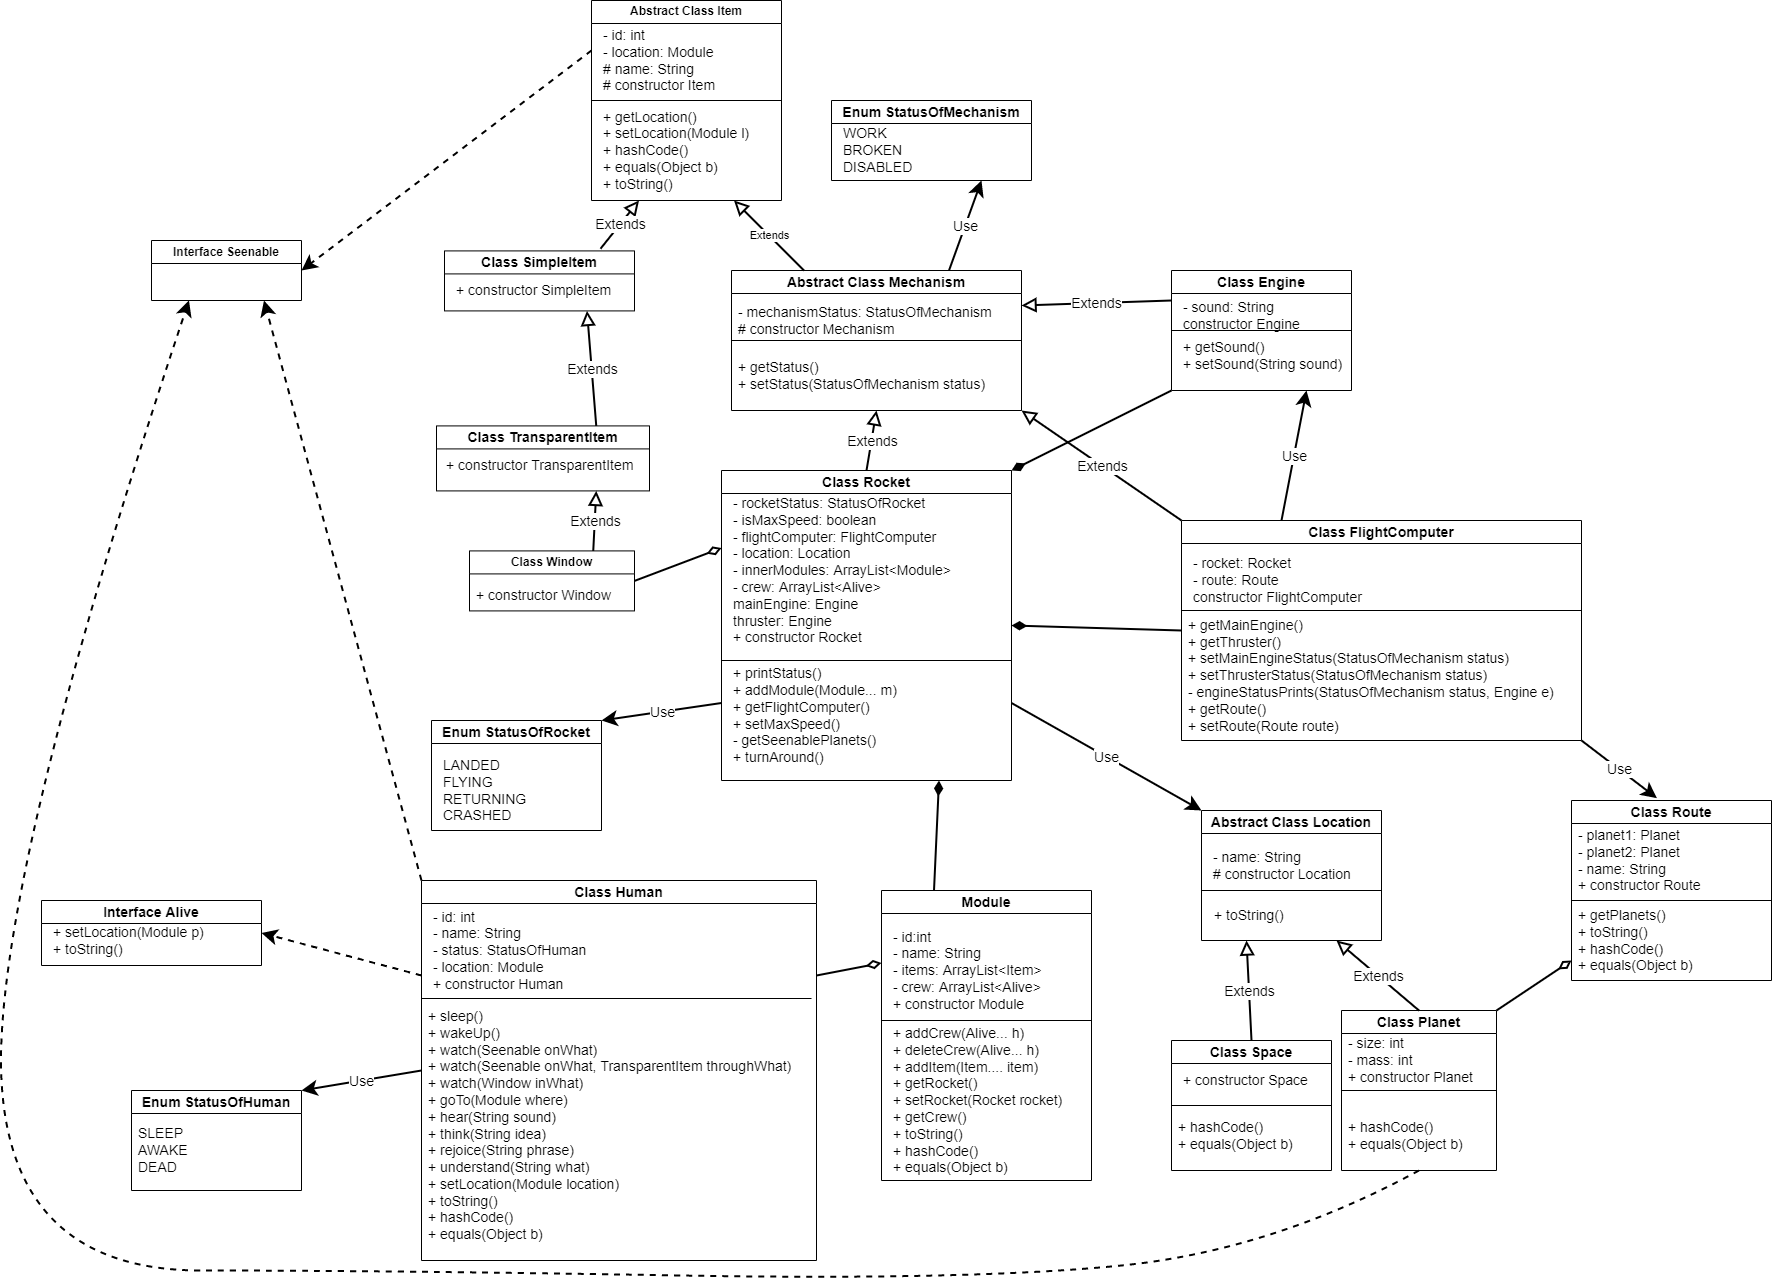 Abstract Class Item
- id: int
- location: Module
# name: String
# constructor Item
+ getLocation()
+ setLocation(Module l)
+ hashCode()
+ equals(Object b)
+ toString()
Enum StatusOfMechanism
WORK
BROKEN
DISABLED
Extends
Extends
Use
Interface Seenable
Class SimpleItem
+ constructor SimpleItem
Abstract Class Mechanism
- mechanismStatus: StatusOfMechanism
# constructor Mechanism
+ getStatus()
+ setStatus(StatusOfMechanism status)
Extends
Class Engine
- sound: String
constructor Engine
+ getSound()
+ setSound(String sound)
Extends
Extends
Extends
Use
Class TransparentItem
+ constructor TransparentItem
Extends
Class Window
+ constructor Window
Class Rocket
- rocketStatus: StatusOfRocket
- isMaxSpeed: boolean
- flightComputer: FlightComputer
- location: Location
- innerModules: ArrayList<Module>
- crew: ArrayList<Alive>
mainEngine: Engine
thruster: Engine
+ constructor Rocket
+ printStatus()
+ addModule(Module... m)
+ getFlightComputer()
+ setMaxSpeed()
- getSeenablePlanets()
+ turnAround()
Class FlightComputer
- rocket: Rocket
- route: Route
constructor FlightComputer
+ getMainEngine()
+ getThruster()
+ setMainEngineStatus(StatusOfMechanism status)
+ setThrusterStatus(StatusOfMechanism status)
- engineStatusPrints(StatusOfMechanism status, Engine e)
+ getRoute()
+ setRoute(Route route)
Use
Enum StatusOfRocket
LANDED
FLYING
RETURNING
CRASHED
Use
Use
Abstract Class Location
- name: String
# constructor Location
+ toString()
Class Route
- planet1: Planet
- planet2: Planet
- name: String
+ constructor Route
+ getPlanets()
+ toString()
+ hashCode()
+ equals(Object b)
Interface Alive
+ setLocation(Module p)
+ toString()
Class Human
- id: int
- name: String
- status: StatusOfHuman
- location: Module
+ constructor Human
+ sleep()
+ wakeUp()
+ watch(Seenable onWhat)
+ watch(Seenable onWhat, TransparentItem throughWhat)
+ watch(Window inWhat)
+ goTo(Module where)
+ hear(String sound)
+ think(String idea)
+ rejoice(String phrase)
+ understand(String what)
+ setLocation(Module location)
+ toString()
+ hashCode()
+ equals(Object b)
Module
- id:int
- name: String
- items: ArrayList<Item>
- crew: ArrayList<Alive>
+ constructor Module
+ addCrew(Alive... h)
+ deleteCrew(Alive... h)
+ addItem(Item.... item)
+ getRocket()
+ setRocket(Rocket rocket)
+ getCrew()
+ toString()
+ hashCode()
+ equals(Object b)
Extends
Extends
Class Space
+ constructor Space
+ hashCode()
+ equals(Object b)
Class Planet
- size: int
- mass: int
+ constructor Planet
+ hashCode()
+ equals(Object b)
Use
Enum StatusOfHuman
SLEEP
AWAKE
DEAD